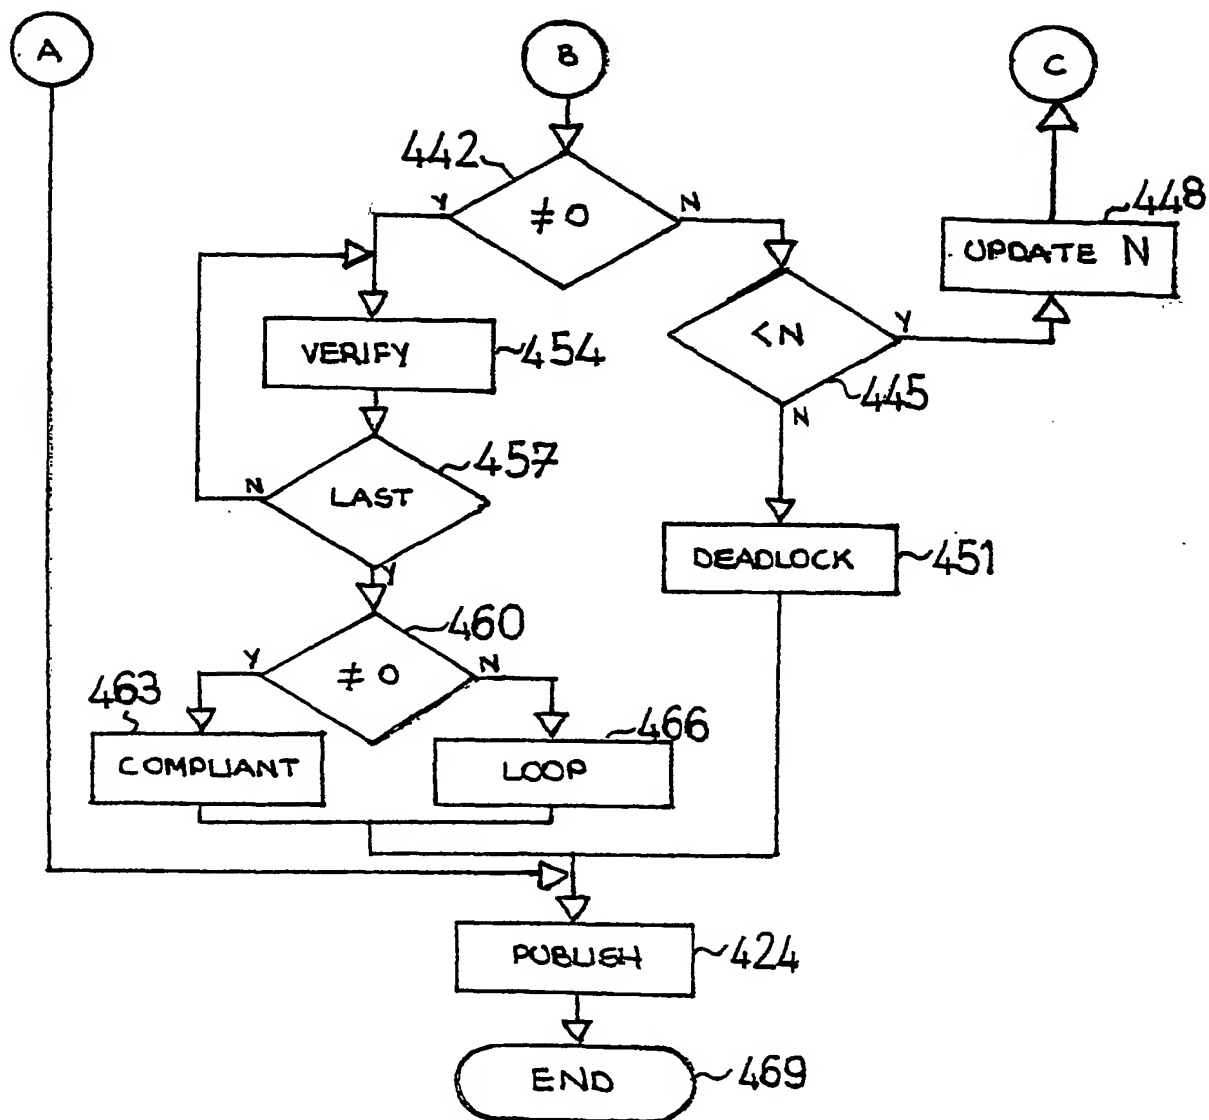 A
B
C
442
Y
≠ 0
N
448
UPDATE N
VERIFY
454
< N
Y
445
N
457
N
LAST
Y
DEADLOCK
451
460
Y
≠ 0
N
463
466
COMPLIANT
LOOP
PUBLISH
424
END
469